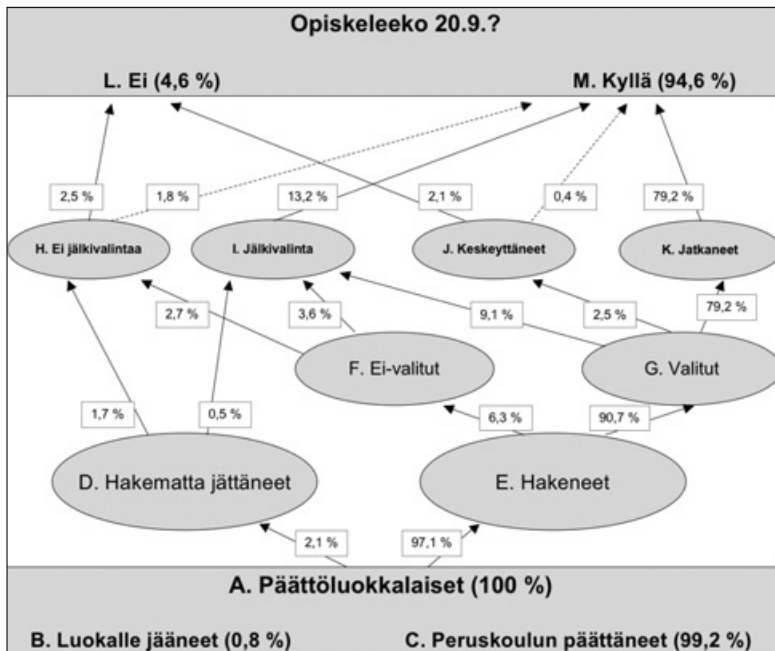 Opiskeleeko 20.9.?
L. Ei (4,6 %) M. Kyllä (94,6 %)
2,5 % 1,8 % 13,2 % 2,1 % 0,4 % 79,2 %
H. Ei jälkivalintaa I. Jälkivalinta J. Keskeyttäneet K. Jatkaneet
2,7 % 3,6 % 9,1 % 2,5 % 79,2 %
F. Ei-valitut G. Valitut
1,7 % 0,5 % 6,3 % 90,7 %
D. Hakematta jättäneet E. Hakeneet
2,1 % 97,1 %
A. Päättöluokkalaiset (100 %)
B. Luokalle jääneet (0,8 %) C. Peruskoulun päättäneet (99,2 %)